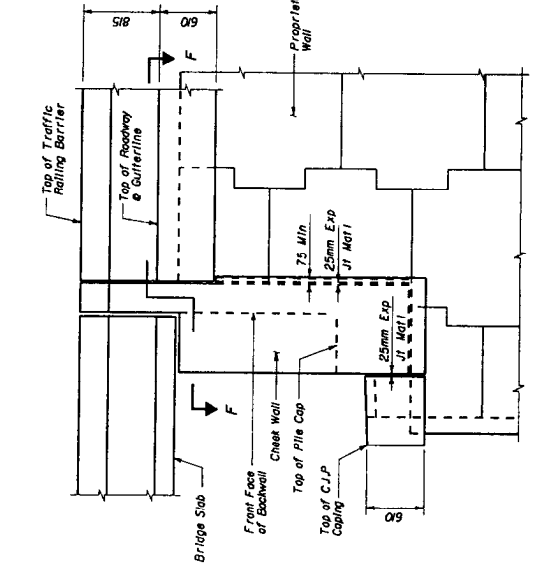 815
610
F
Wall
Top of Traffic
Railing Barrier
Top of Roadway
@ Gutterline
75 Min
25mm Exp
Jt Mat'l
25mm Exp
Jt Mat'l
F
Cheek Wall
Top of Pile Cap
Front Face
of Backwall
Bridge Slab
Top of C.I.P
Coping
610